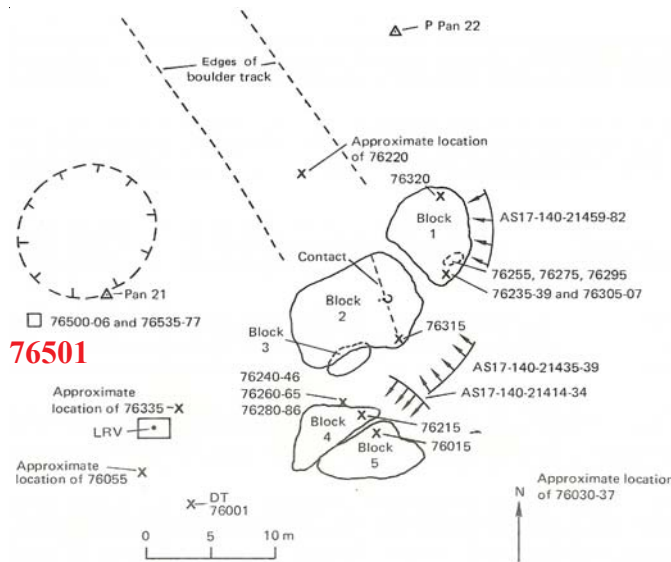 P Pan 22
Edges of
boulder track
Approximate location
of 76220
76320
Block
1
AS17-140-21459-82
Contact
76255, 76275, 76295
76235-39 and 76305-07
?
Block
2
Pan 21
76500-06 and 76535-77
76501
Block
3
76315
AS17-140-21435-39
AS17-140-21414-34
76240-46
76260-65
76280-86
Approximate
location of 76335
X
LRV
Block
4
76215
76015
Block
5
Approximate
location of 76055
X
Approximate location
of 76030-37
N
DT
76001
0 5 10 m